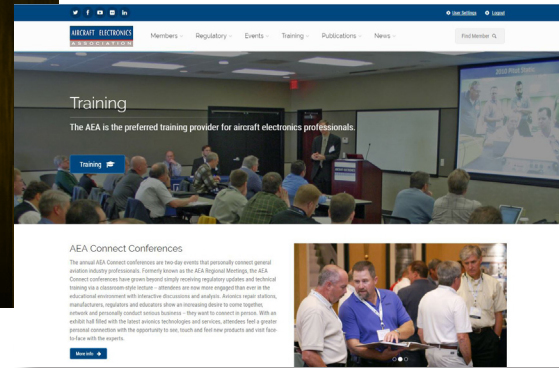 User Settings Logout
AIRCRAFT ELECTRONICS
ASSOCIATION
Members Regulatory Events Training Publications News Find Member
Training
The AEA is the preferred training provider for aircraft electronics professionals.
Training
AEA Connect Conferences
The annual AEA Connect conferences are two-day events that personally connect general
aviation industry professionals. Formerly known as the AEA Regional Meetings, the AEA
Connect conferences have grown beyond simply receiving regulatory updates and technical
training via a classroom-style lecture – attendees are now more engaged than ever in the
educational environment with interactive discussions and analysis. Avionics repair stations,
manufacturers, regulators and educators show an increasing desire to come together,
network and personally conduct serious business – they want to connect in person. With an
exhibit hall filled with the latest avionics technologies and services, attendees feel a greater
personal connection with the opportunity to see, touch and feel new products and visit face-
to-face with the experts.
More info